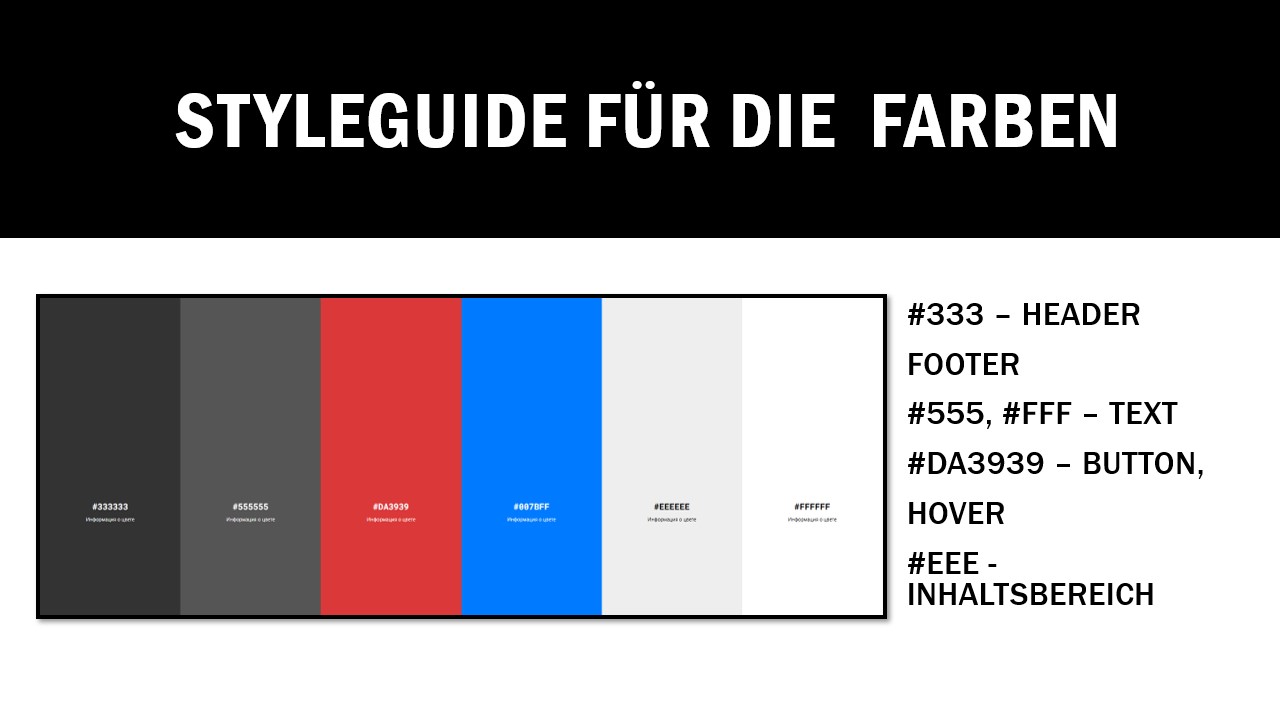 STYLEGUIDE FÜR DIE FARBEN
#333333
Информация о цвете
#555555
Информация о цвете
#DA3939
Информация о цвете
#007BFF
Информация о цвете
#EEEEEE
Информация о цвете
#FFFFFF
Информация о цвете
#333 – HEADER
FOOTER
#555, #FFF – TEXT
#DA3939 – BUTTON,
HOVER
#EEE -
INHALTSBEREICH